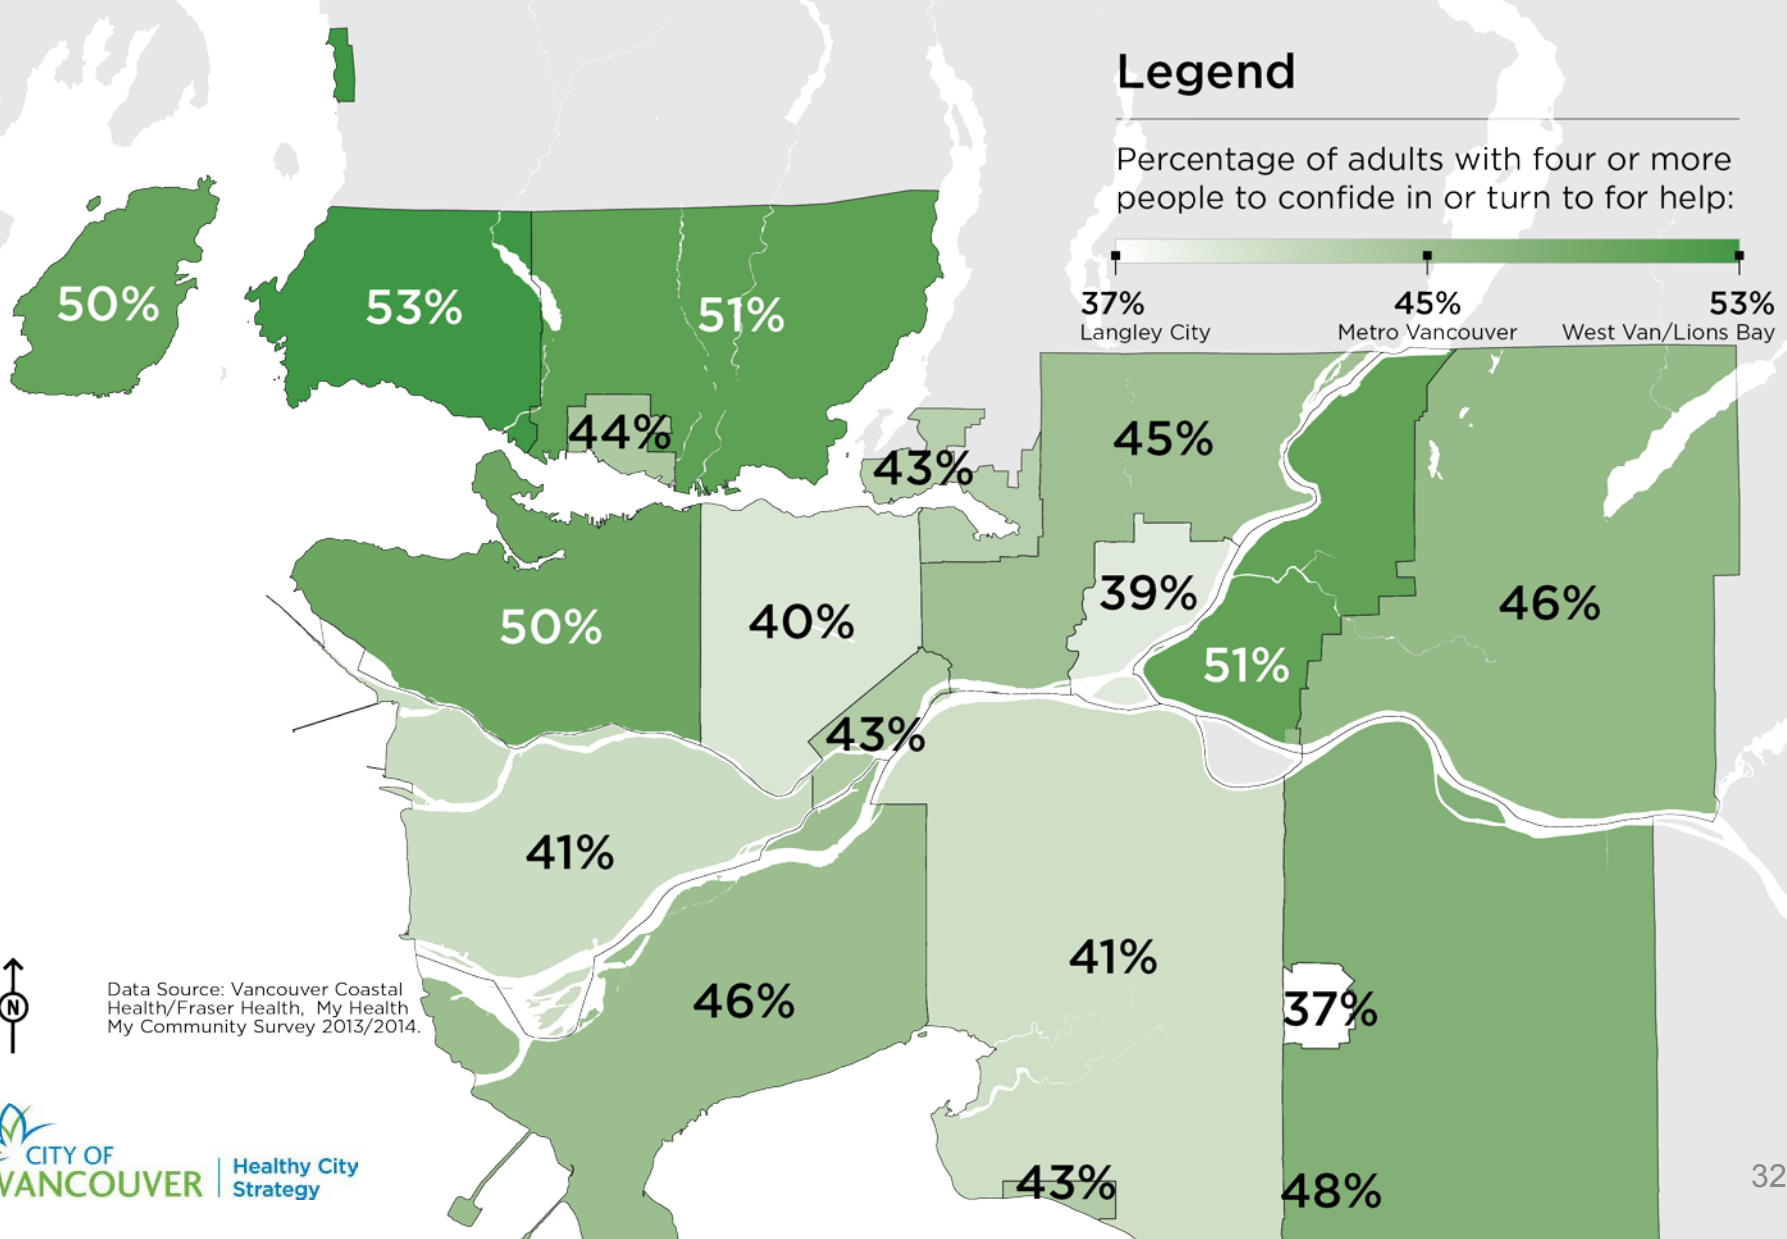 Legend
Percentage of adults with four or more
people to confide in or turn to for help:
37% 45% 53%
Langley City Metro Vancouver West Van/Lions Bay
50%
53%
51%
44%
43%
45%
39%
46%
50%
40%
51%
43%
41%
41%
46%
37%
43%
48%
N
Data Source: Vancouver Coastal
Health/Fraser Health, My Health
My Community Survey 2013/2014.
CITY OF
VANCOUVER
Healthy City
Strategy
32